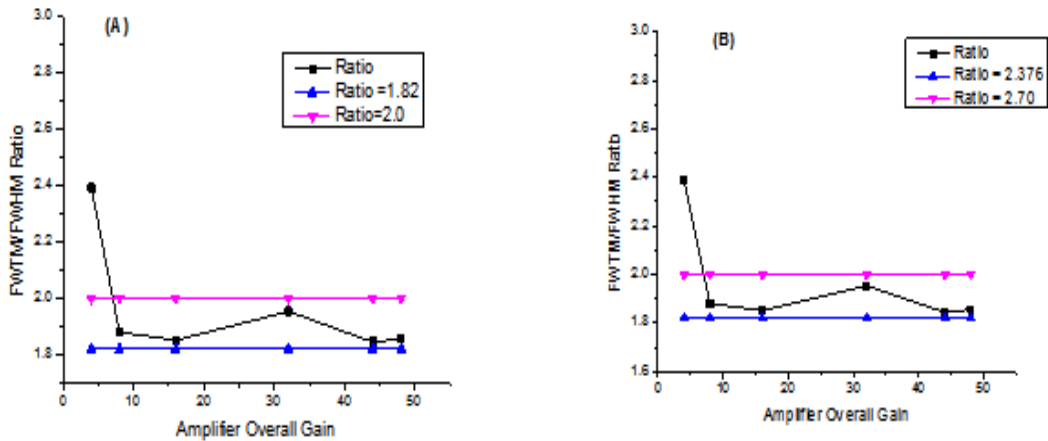 (A)
3.0
2.8
2.6
2.4
2.2
2.0
1.8
FWTM/FWHM Ratio
Ratio
Ratio =1.82
Ratio=2.0
0
10
20
30
40
50
Amplifier Overall Gain
(B)
3.0
2.8
2.6
2.4
2.2
2.0
1.8
1.6
FWTM/FWHM Ratio
Ratio
Ratio = 2.376
Ratio = 2.70
0
10
20
30
40
50
Amplifier Overall Gain